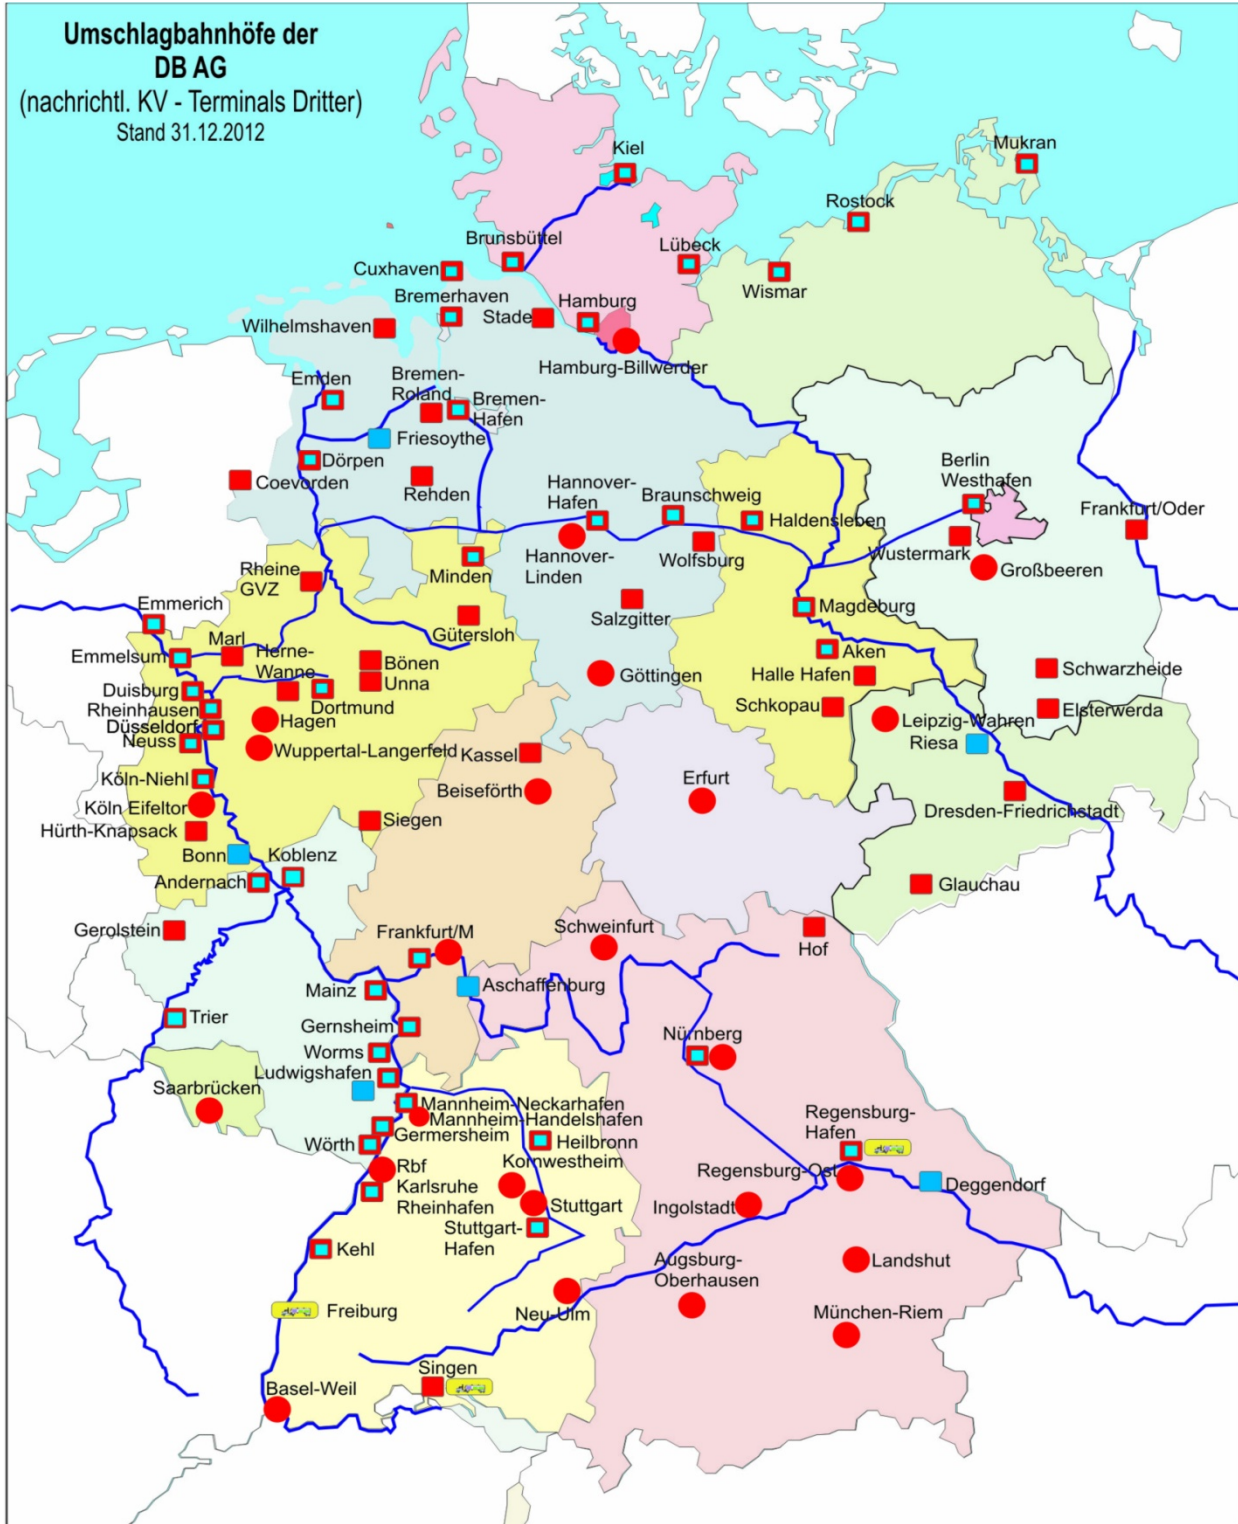 Umschlagbahnhöfe der
DB AG
(nachrichtl. KV - Terminals Dritter)
Stand 31.12.2012
Kiel
Mukran
Rostock
Brunsbüttel
Lübeck
Cuxhaven
Wismar
Bremerhaven
Hamburg
Stade
Wilhelmshaven
Hamburg-Billwerder
Emden
Bremen-
Roland
Bremen-
Hafen
Friesoythe
Dörpen
Coevorden
Rehden
Hannover-
Hafen
Braunschweig
Haldensleben
Berlin
Westhafen
Frankfurt/Oder
Wustermark
Großbeeren
Hannover-
Linden
Wolfsburg
Minden
Rheine
GVZ
Salzgitter
Magdeburg
Emmerich
Gütersloh
Marl
Herne-
Wanne
Emmelsum
Bönen
Unna
Aken
Halle Hafen
Schwarzheide
Göttingen
Duisburg
Rheinhausen
Dortmund
Schkopau
Elsterwerda
Düsseldorf
Neuss
Hagen
Leipzig-Wahren
Riesa
Wuppertal-Langerfeld
Kassel
Köln-Niehl
Beiseförth
Erfurt
Köln Eifeltor
Dresden-Friedrichstadt
Hürth-Knapsack
Siegen
Bonn
Koblenz
Andernach
Glauchau
Gerolstein
Frankfurt/M
Schweinfurt
Hof
Mainz
Aschaffenburg
Trier
Gernsheim
Nürnberg
Worms
Ludwigshafen
Saarbrücken
Mannheim-Neckarhafen
Mannheim-Handelshafen
Germersheim
Regensburg-
Hafen
Wörth
Heilbronn
Kornwestheim
Rbf
Karlsruhe
Rheinhafen
Regensburg-Ost
Deggendorf
Stuttgart
Ingolstadt
Stuttgart-
Hafen
Kehl
Augsburg-
Oberhausen
Landshut
Freiburg
Neu-Ulm
München-Riem
Singen
Basel-Weil